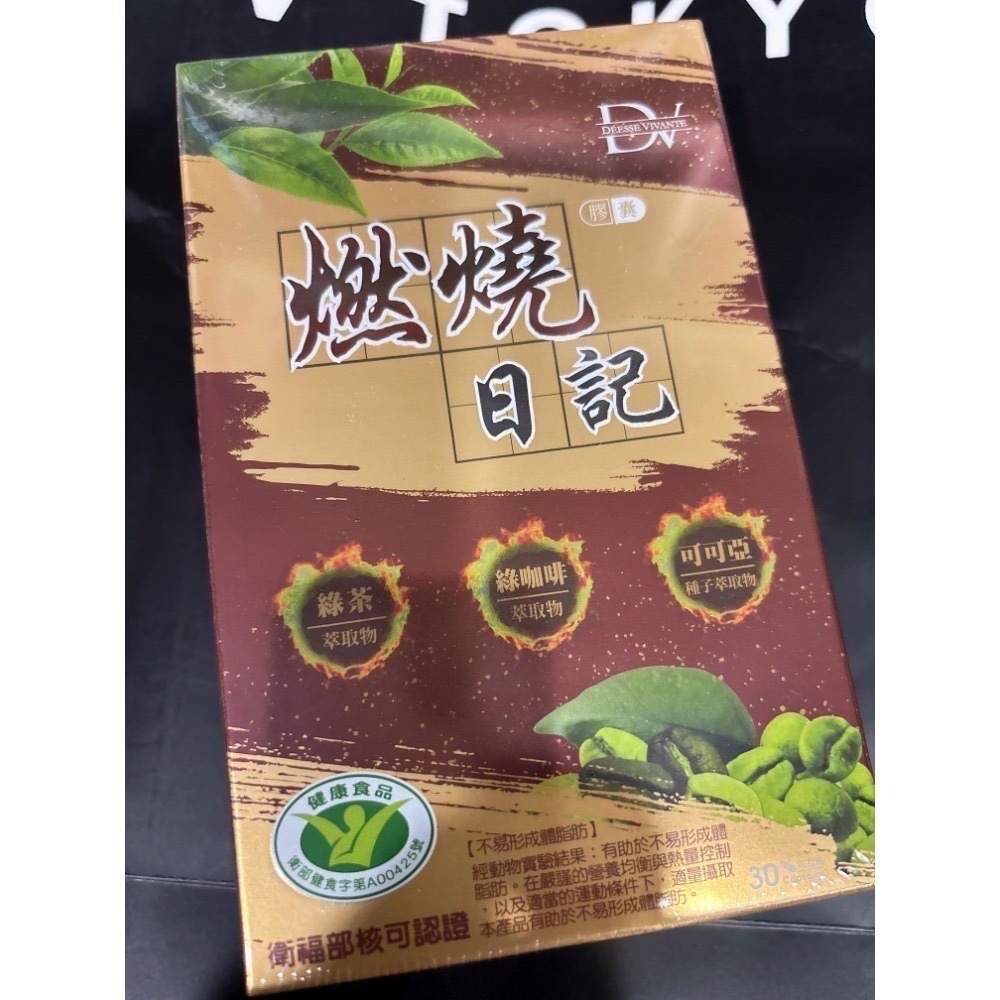 TOKYO
DV
DÉESSE VIVANTE
膠囊
燃燒
日記
綠茶
萃取物
綠咖啡
萃取物
可可亞
種子萃取物
健康食品
衛部健食字第A00425號
衛福部核可認證
【不易形成體脂肪】
經動物實驗結果：有助於不易形成體
脂肪。在嚴謹的營養均衡與熱量控制
，以及適當的運動條件下，適量攝取
本產品有助於不易形成體脂肪。
30